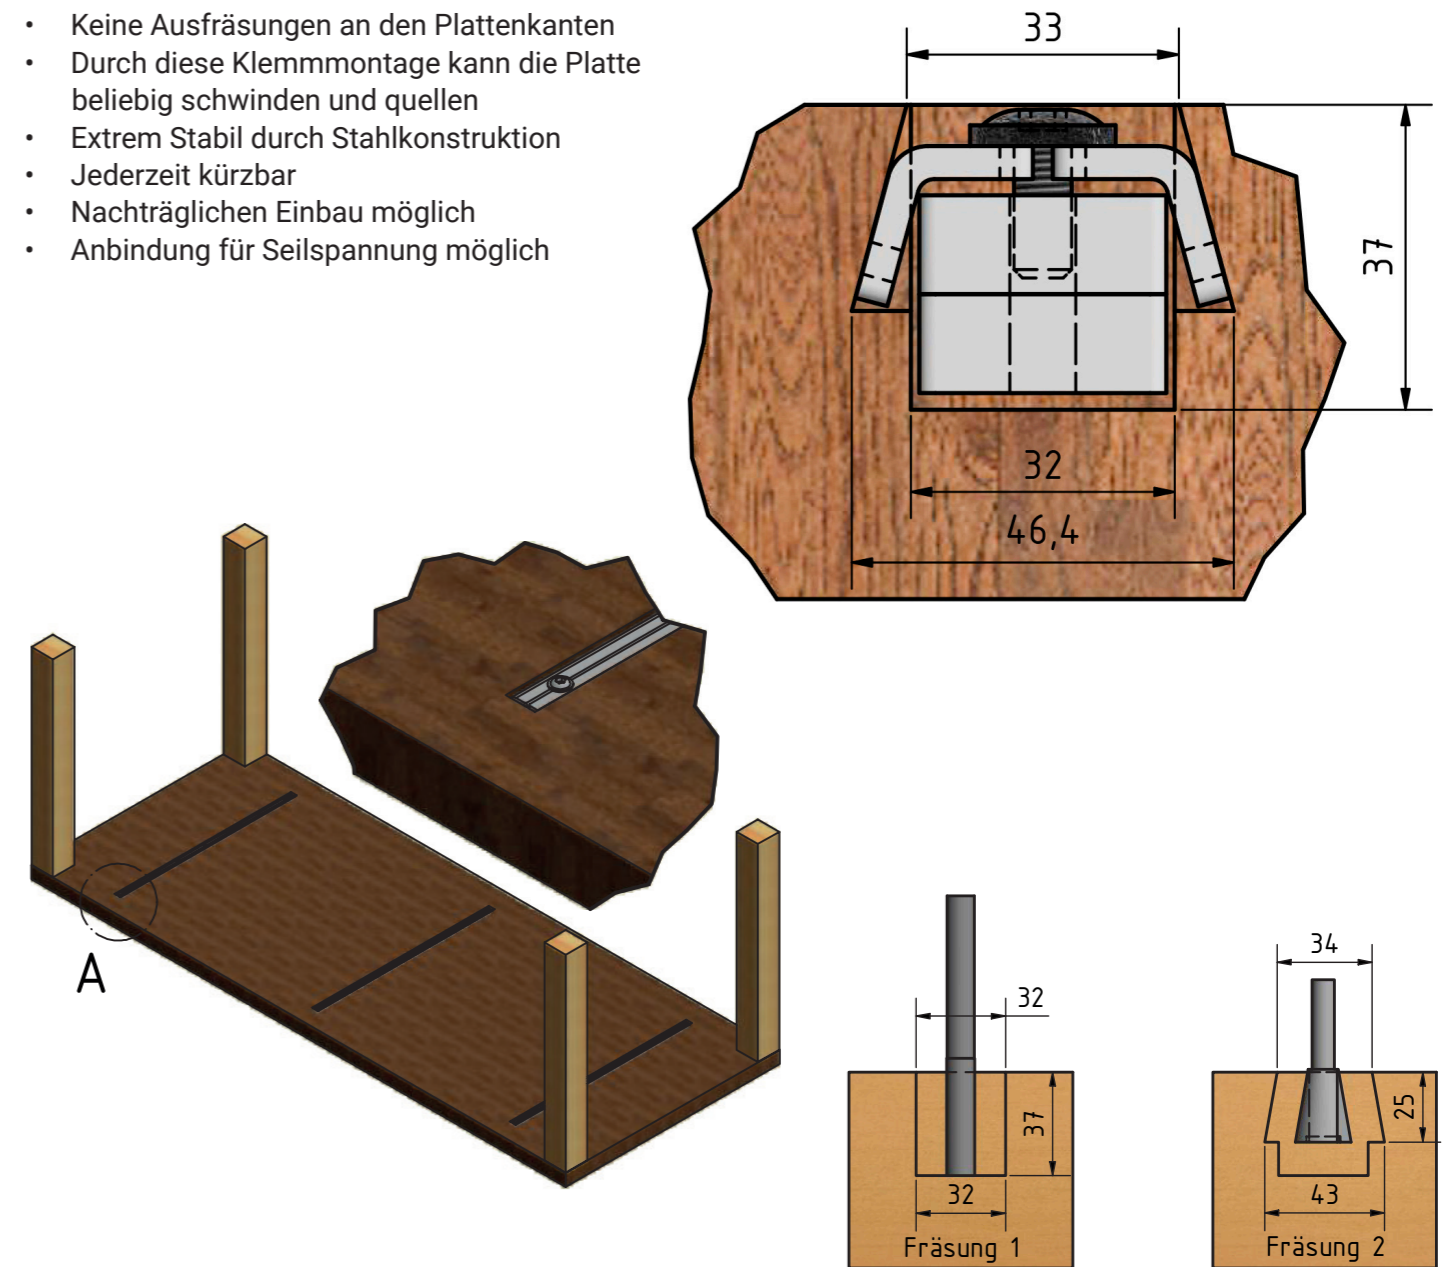 • Keine Ausfräsungen an den Plattenkanten
• Durch diese Klemmmontage kann die Platte
beliebig schwinden und quellen
• Extrem Stabil durch Stahlkonstruktion
• Jederzeit kürzbar
• Nachträglichen Einbau möglich
• Anbindung für Seilspannung möglich
33
37
32
46,4
A
32
37
32
Fräsung 1
34
25
43
Fräsung 2